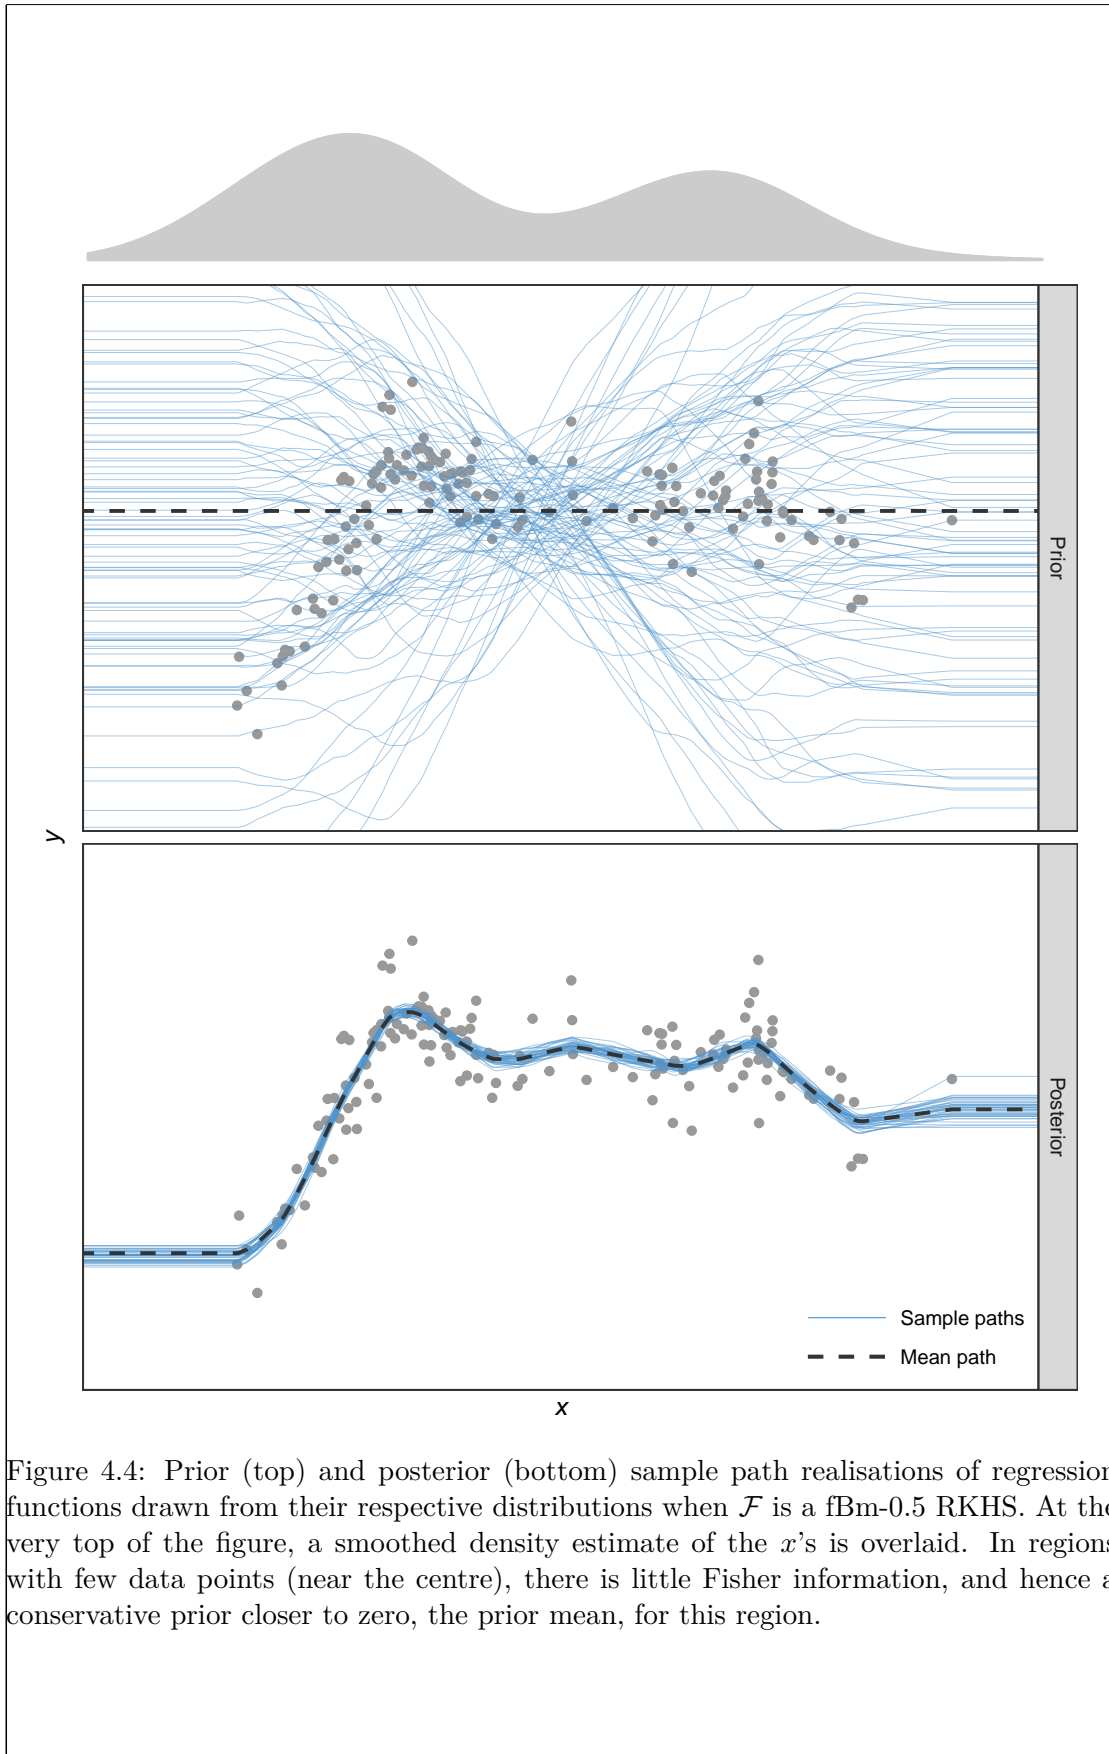 Prior
y
Posterior
Sample paths
Mean path
x
Figure 4.4: Prior (top) and posterior (bottom) sample path realisations of regression
functions drawn from their respective distributions when ℱ is a fBm-0.5 RKHS. At the
very top of the figure, a smoothed density estimate of the x's is overlaid. In regions
with few data points (near the centre), there is little Fisher information, and hence a
conservative prior closer to zero, the prior mean, for this region.